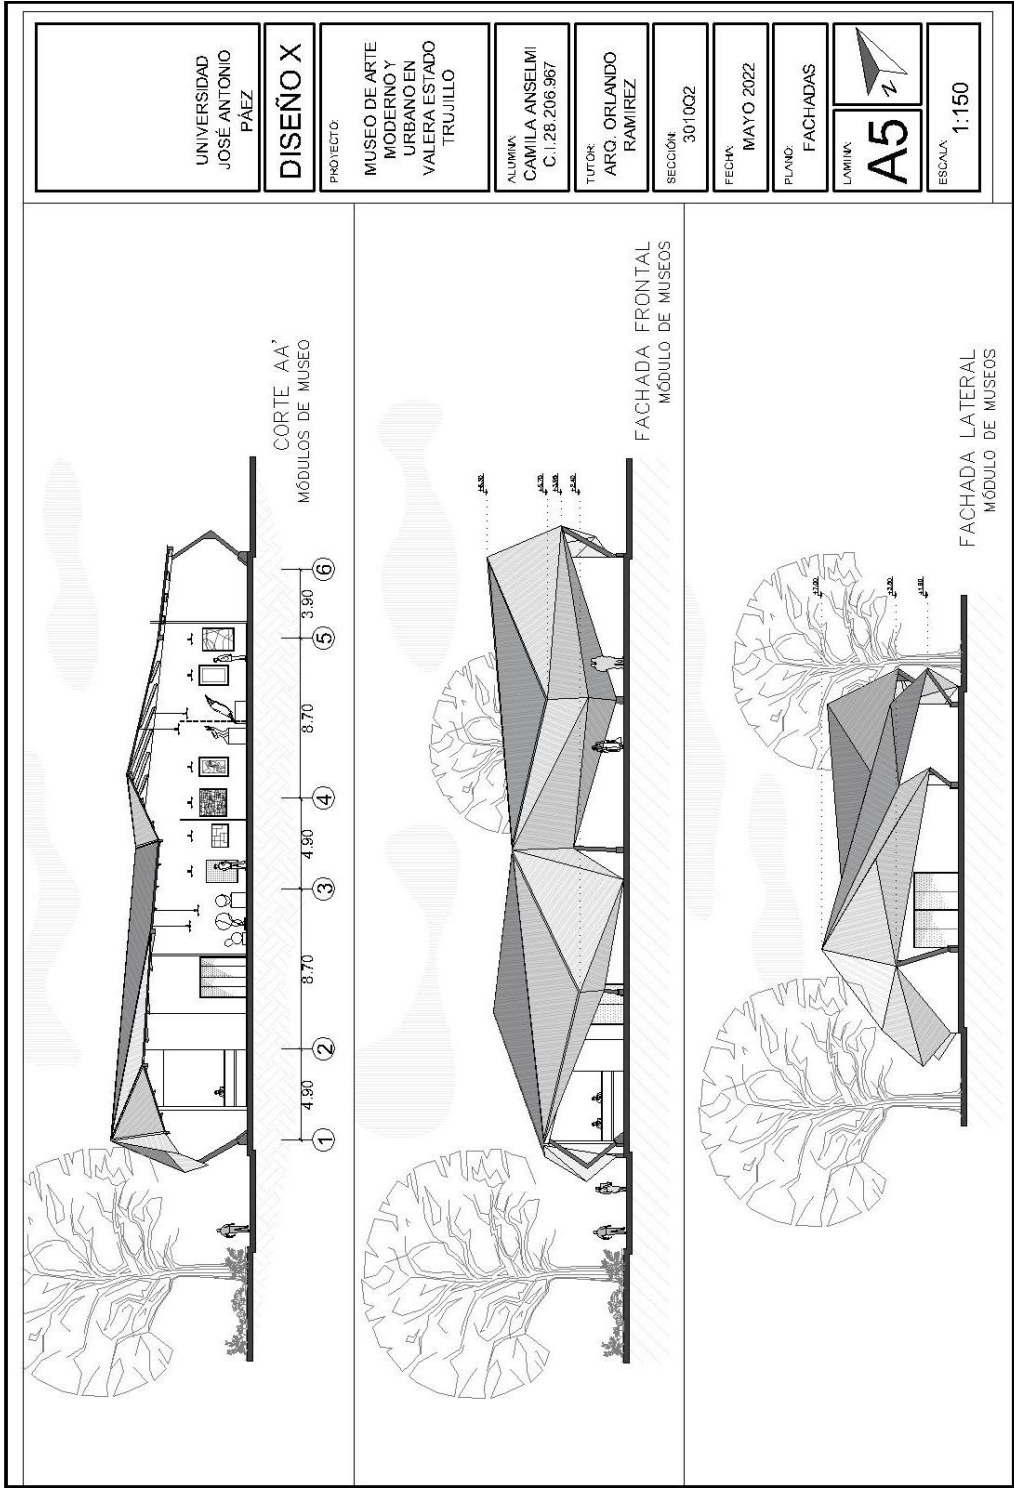 UNIVERSIDAD
JOSÉ ANTONIO
PÁEZ
DISEÑO X
PROYECTO:
MUSEO DE ARTE
MODERNO Y
URBANO EN
VALERA ESTADO
TRUJILLO
ALUMNA:
CAMILA ANSELMI
C.I.28.206.967
TUTOR:
ARQ. ORLANDO
RAMIREZ
SECCIÓN:
3010Q2
FECHA:
MAYO 2022
PLANO:
FACHADAS
LAMINA:
A5
N
ESCALA:
1:150
CORTE AA'
MÓDULOS DE MUSEO
1 2 3 4 5 6
4.90 8.70 4.90 8.70 3.90
FACHADA FRONTAL
MÓDULO DE MUSEOS
FACHADA LATERAL
MÓDULO DE MUSEOS